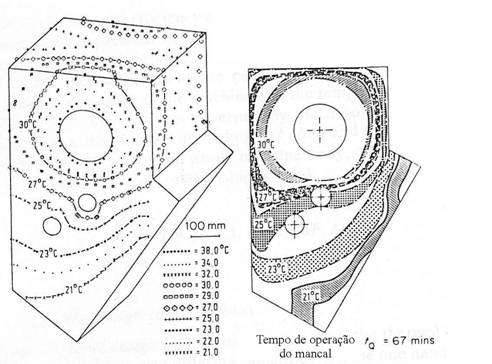 30°C
27°C
25°C
23°C
21°C
100 mm
= 38.0°C
= 34.0
= 32.0
= 30.0
= 29.0
= 27.0
= 25.0
= 23.0
= 22.0
= 21.0
30°C
27°C
25°C
23°C
21°C
Tempo de operação t_Q = 67 mins
do mancal